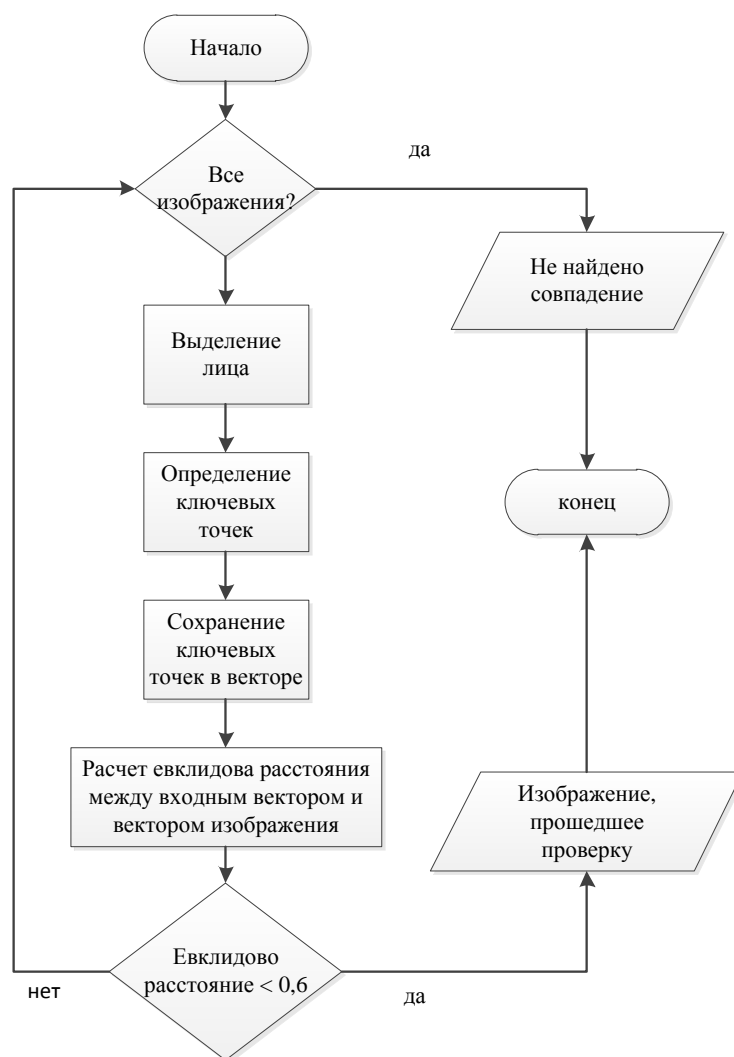 Начало
да
Все
изображения?
Не найдено
совпадение
Выделение
лица
Определение
ключевых
точек
конец
Сохранение
ключевых
точек в векторе
Расчет евклидова расстояния
между входным вектором и
вектором изображения
Изображение,
прошедшее
проверку
Евклидово
расстояние < 0,6
нет
да